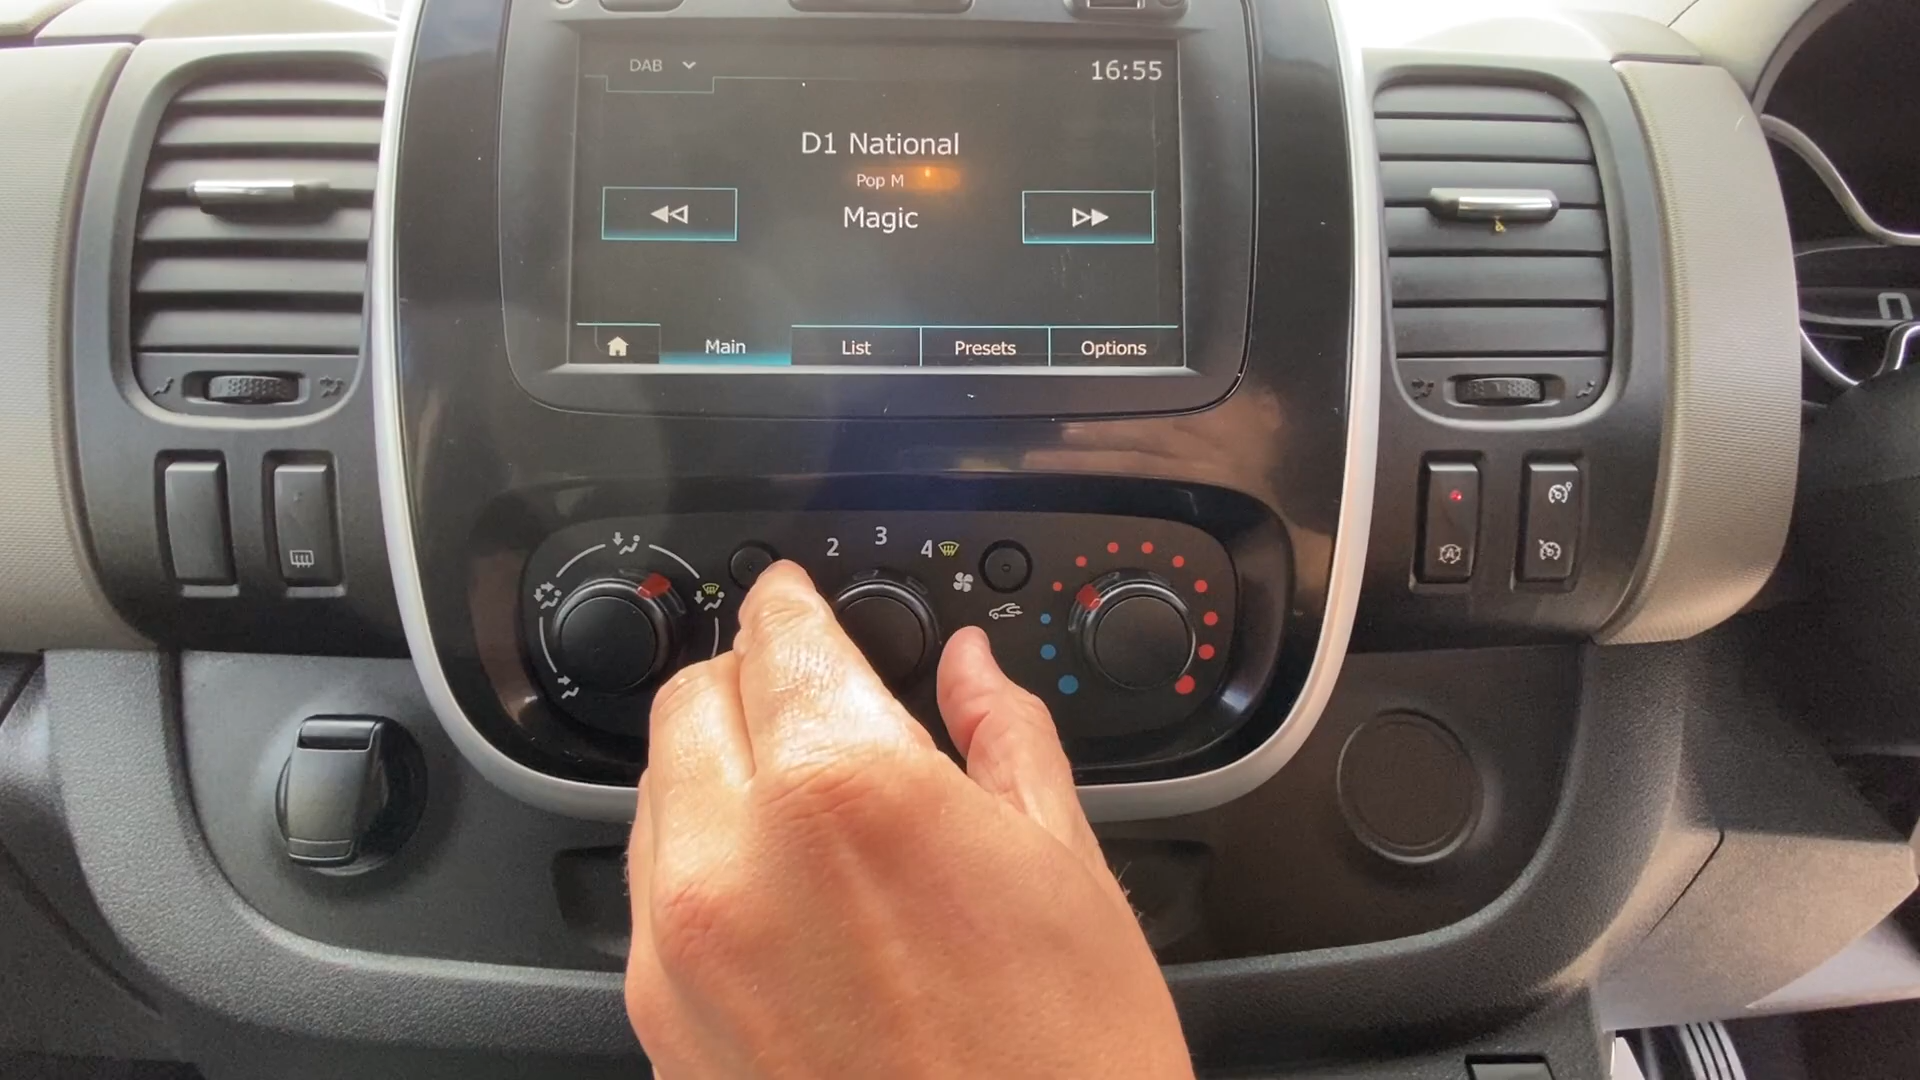 DAB
16:55
D1 National
Pop M
Magic
Main
List
Presets
Options
2
3
4
A